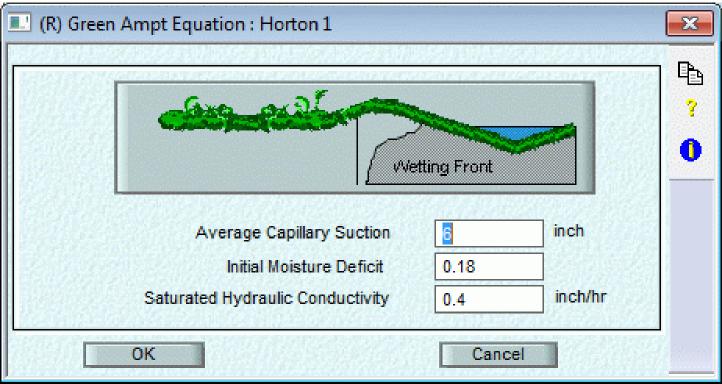 (R) Green Ampt Equation : Horton 1
Wetting Front
Average Capillary Suction 6 inch
Initial Moisture Deficit 0.18
Saturated Hydraulic Conductivity 0.4 inch/hr
OK Cancel